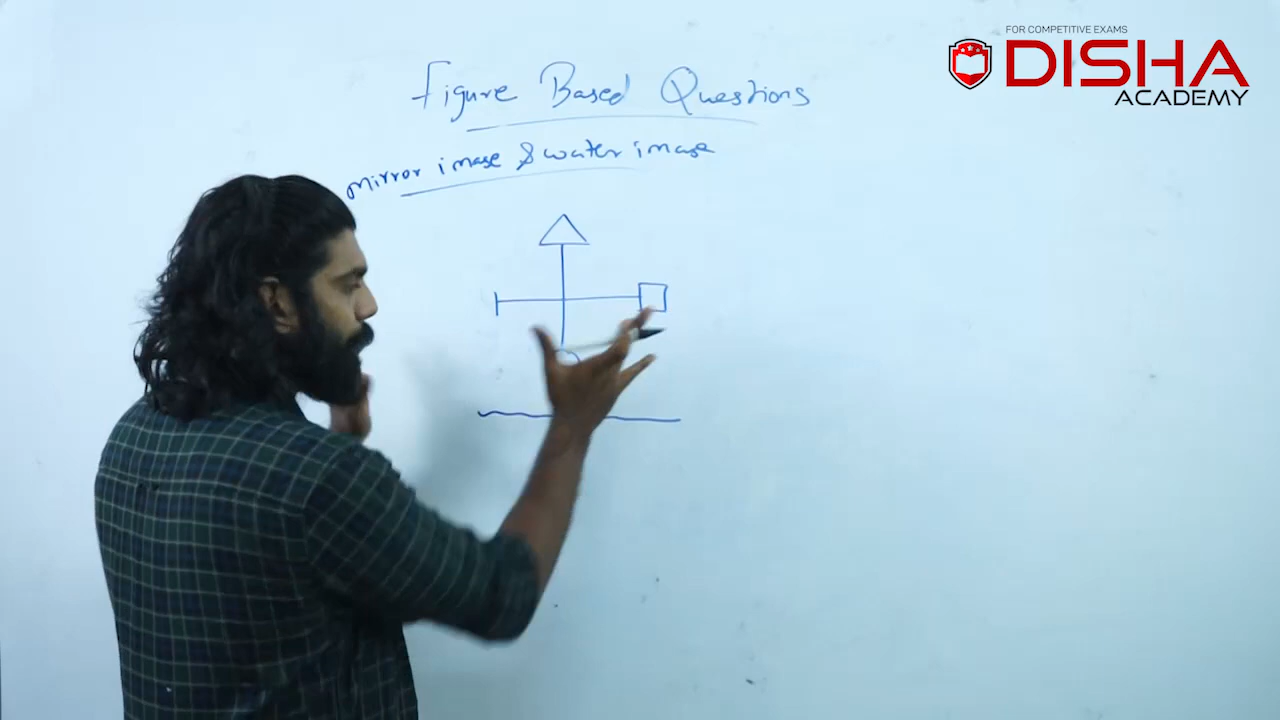 FOR COMPETITIVE EXAMS
DISHA
ACADEMY
Figure Based Questions
mirror image & water image